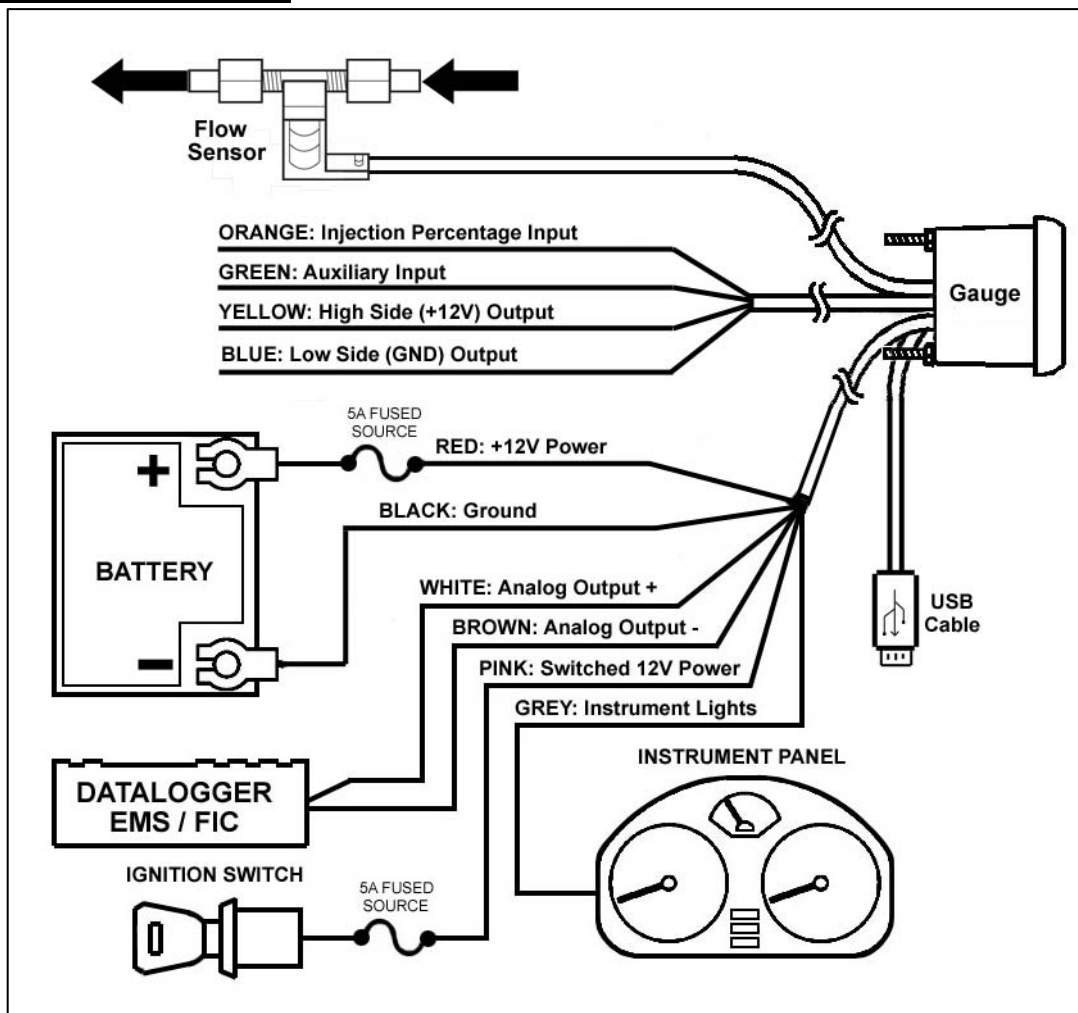 Flow
Sensor
ORANGE: Injection Percentage Input
GREEN: Auxiliary Input
YELLOW: High Side (+12V) Output
BLUE: Low Side (GND) Output
Gauge
5A FUSED
SOURCE
RED: +12V Power
+
BLACK: Ground
BATTERY
WHITE: Analog Output +
BROWN: Analog Output -
USB
Cable
−
PINK: Switched 12V Power
GREY: Instrument Lights
INSTRUMENT PANEL
DATALOGGER
EMS / FIC
IGNITION SWITCH
5A FUSED
SOURCE